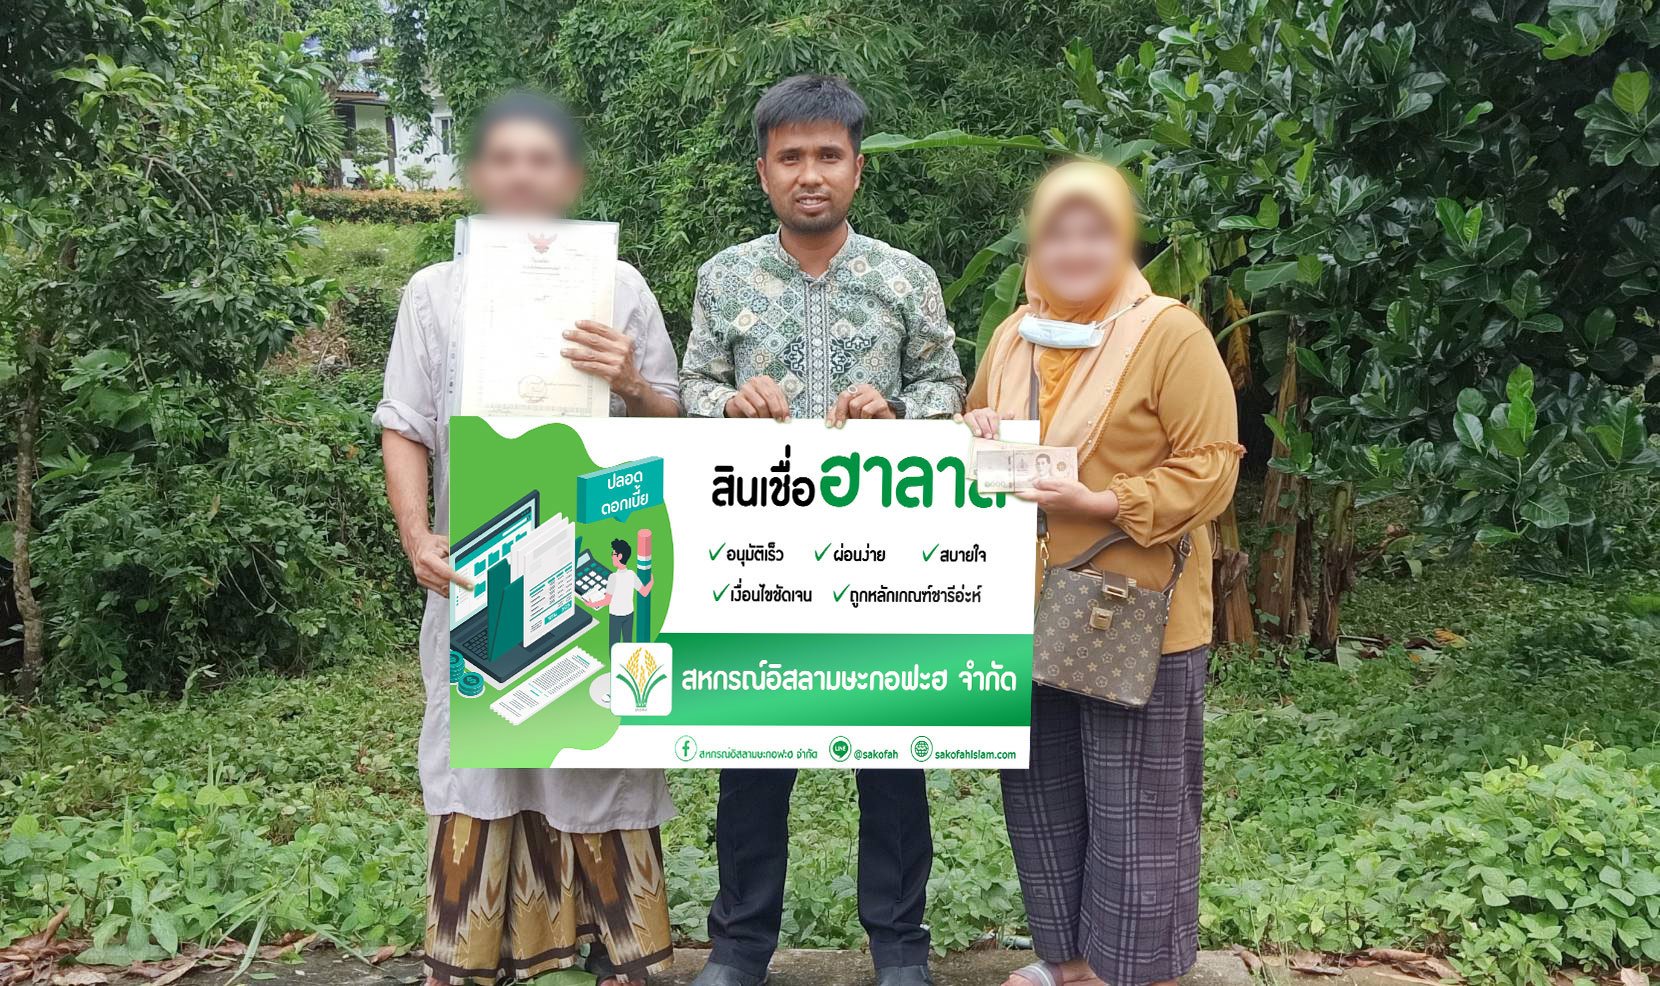 ปลอด
ดอกเบี้ย
สินเชื่อฮาลาล
✓อนุมัติเร็ว ✓ผ่อนง่าย ✓สบายใจ
✓เงื่อนไขชัดเจน ✓ถูกหลักเกณฑ์ชารีอ่ะห์
สหกรณ์อิสลามษะกอฟะฮ จำกัด
สหกรณ์อิสลามษะกอฟะฮ จำกัด @sakofah sakofahIslam.com